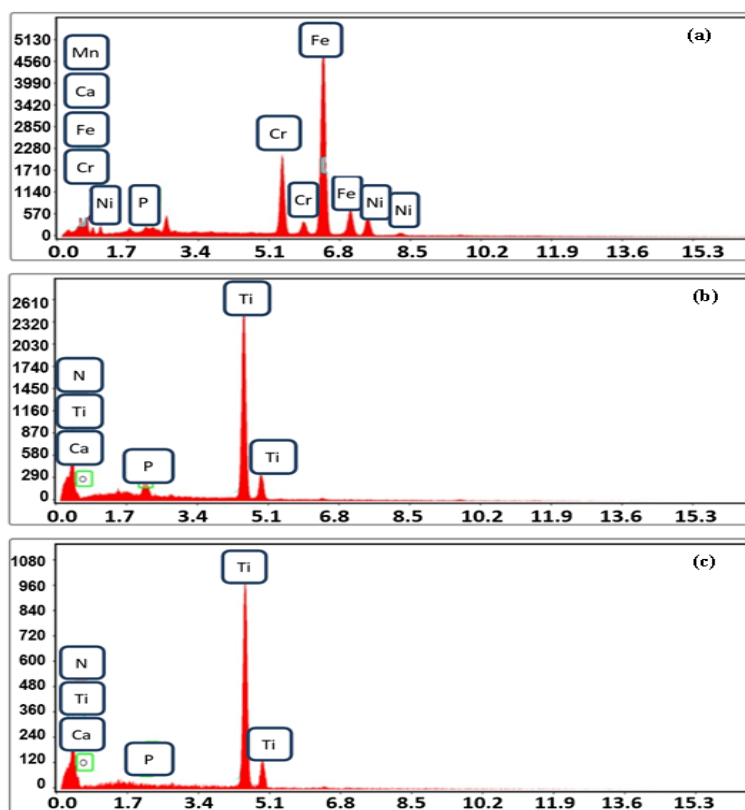 (a)
5130
4560
3990
3420
2850
2280
1710
1140
570
0
Mn
Ca
Fe
Cr
Ni
P
Cr
Cr
Fe
Fe
Ni
Ni
0.0 1.7 3.4 5.1 6.8 8.5 10.2 11.9 13.6 15.3
(b)
2610
2320
2030
1740
1450
1160
870
580
290
0
N
Ti
Ca
O
P
Ti
Ti
0.0 1.7 3.4 5.1 6.8 8.5 10.2 11.9 13.6 15.3
(c)
1080
960
840
720
600
480
360
240
120
0
N
Ti
Ca
O
P
Ti
Ti
0.0 1.7 3.4 5.1 6.8 8.5 10.2 11.9 13.6 15.3